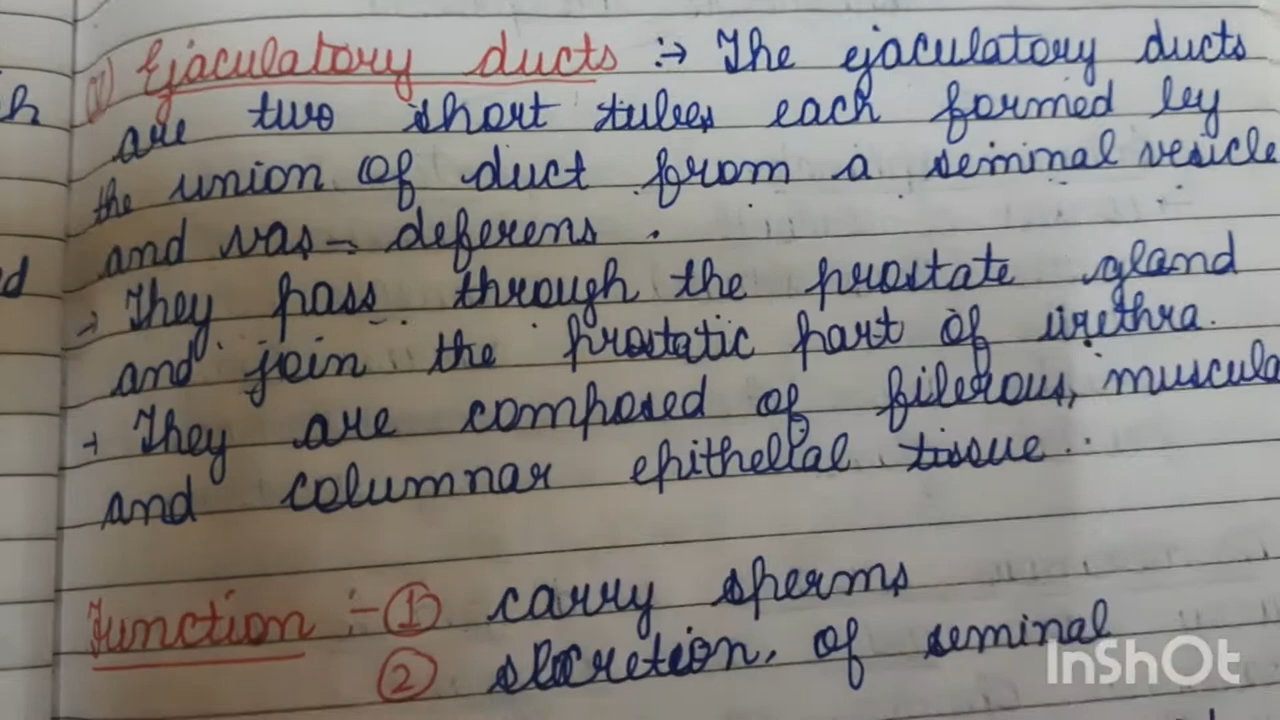 Ejaculatory ducts :→ The ejaculatory ducts
are two short tubes each formed by
the union of duct from a seminal vesicle
and vas- deferens .
→ They pass through the prostate gland
and join the prostatic part of urethra.
→ They are composed of fiberous, muscula
and columnar epithelial tissue.
Function :- ① carry sperms
② secretion, of seminal
InShOt